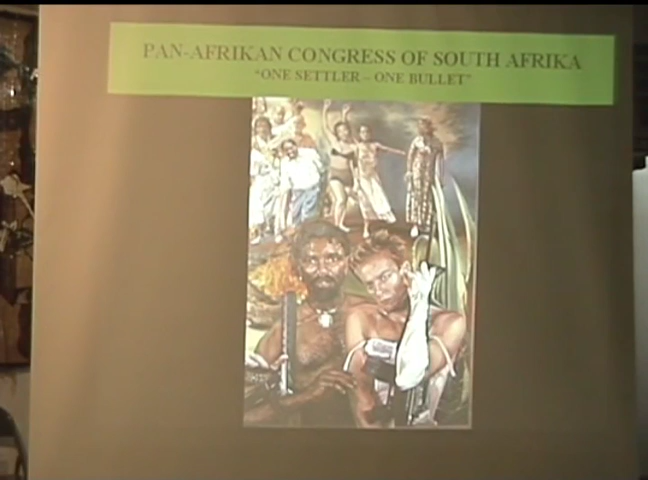 PAN-AFRIKAN CONGRESS OF SOUTH AFRIKA
"ONE SETTLER – ONE BULLET"